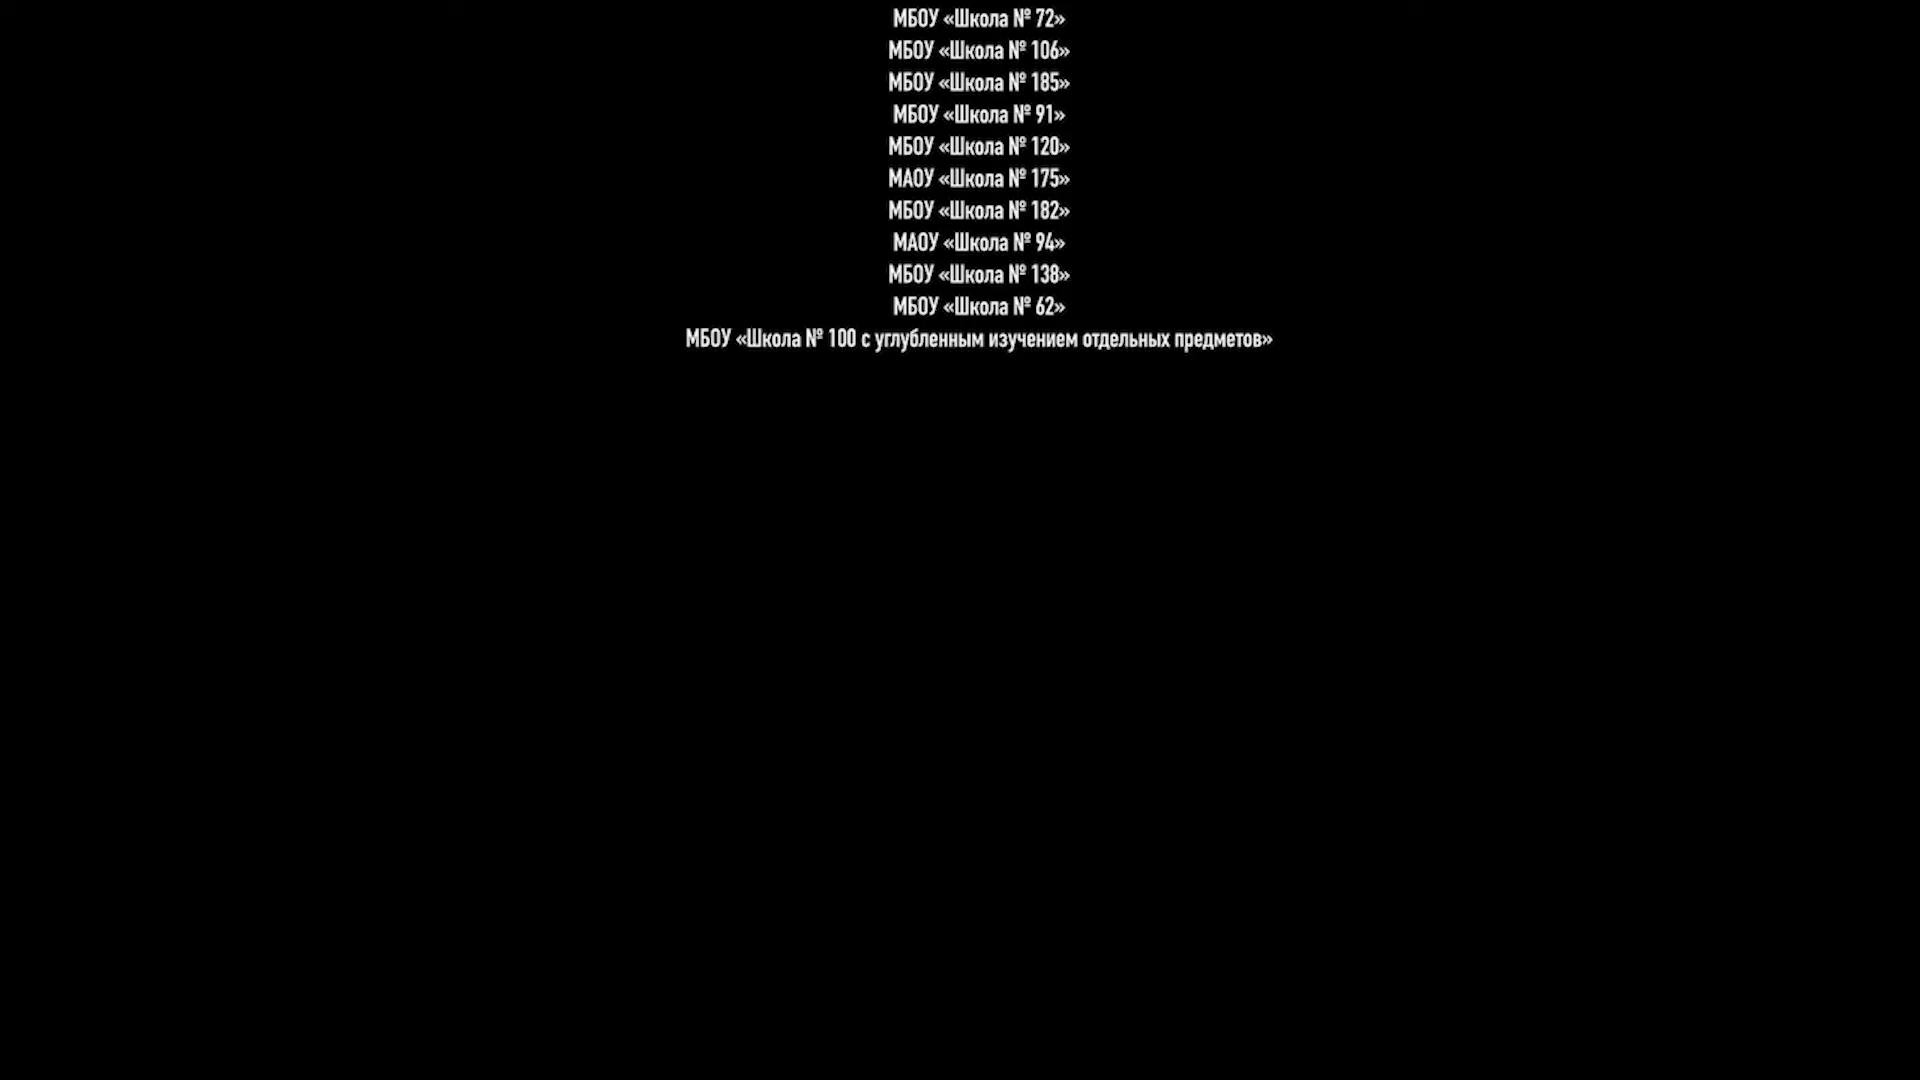 МБОУ «Школа № 72»
МБОУ «Школа № 106»
МБОУ «Школа № 185»
МБОУ «Школа № 91»
МБОУ «Школа № 120»
МАОУ «Школа № 175»
МБОУ «Школа № 182»
МАОУ «Школа № 94»
МБОУ «Школа № 138»
МБОУ «Школа № 62»
МБОУ «Школа № 100 с углубленным изучением отдельных предметов»